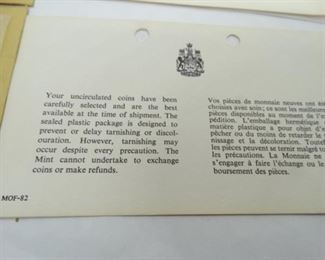 Your uncirculated coins have been
carefully selected and are the best
available at the time of shipment. The
sealed plastic package is designed to
prevent or delay tarnishing or discol-
ouration. However, tarnishing may
occur despite every precaution. The
Mint cannot undertake to exchange
coins or make refunds.
Vos pièces de monnaie neuves ont é
choisies avec soin; ce sont les meilleur
pièces disponibles au moment de l'ex
pédition. L'emballage hermétique
matière plastique a pour objet d'
pêcher ou du moins de retarder le
nissage et la décoloration. Toutef
les pièces peuvent se ternir malgré to
les précautions. La Monnaie ne
s'engager à faire l'échange ou le
boursement des pièces.
MOF-82